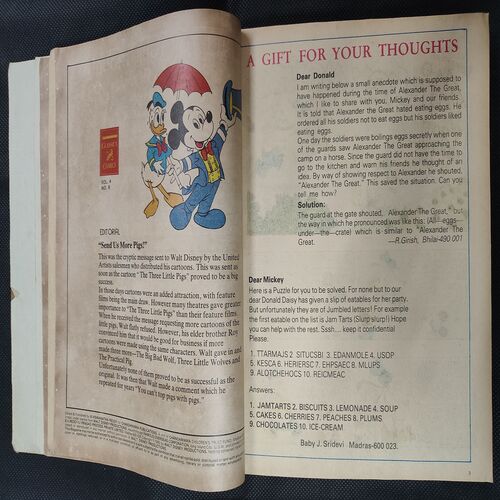 CLASSICS
COMICS
VOL. 4
NO. 6
EDITORIAL
"Send Us More Pigs!"
This was the cryptic message sent to Walt Disney by the United
Artists salesmen who distributed his cartoons. This was sent as
soon as the cartoon "The Three Little Pigs" proved to be a big
success.
In those days cartoons were an added attraction, with feature
films being the main draw. However many theatres gave greater
importance to "The Three Little Pigs" than their feature films.
When he received the message requesting more cartoons of the
little pigs, Walt flatly refused. However, his elder brother Roy
convinced him that it would be good for business if more
cartoons were made using the same characters. Walt gave in and
made three more—The Big Bad Wolf, Three Little Wolves and
The Practical Pig.
Unfortunately none of them proved to be as successful as the
original. It was then that Walt made a comment which he
repeated for years "You can't top pigs with pigs."
A GIFT FOR YOUR THOUGHTS
Dear Donald
I am writing below a small anecdote which is supposed to
have happened during the time of Alexander The Great,
which I like to share with you, Mickey and our friends.
It is told that Alexander the Great hated eating eggs. He
ordered all his soldiers not to eat eggs but his soldiers liked
eating eggs.
One day the soldiers were boilings eggs secretly when one
of the guards saw Alexander The Great approaching the
camp on a horse. Since the guard did not have the time to
go to the kitchen and warn his friends he thought of an
idea. By way of showing respect to Alexander he shouted,
"Alexander The Great." This saved the situation. Can you
tell me how?
Solution:
The guard at the gate shouted, Alexander The Great," but
the way in which he pronounced was like this: (All—eggs—
under—the—crate) which is similar to "Alexander The
Great.
—R.Girish, Bhilai-490 001
Dear Mickey
Here is a Puzzle for you to be solved. For none but to our
dear Donald Daisy has given a slip of eatables for her party.
But unfortunately they are of Jumbled letters! For example
the first eatable on the list is Jam Tarts (Slurp slurp!) I hope
you can help with the rest. Sssh.... keep it confidential
Please.
1. TTARMAJS 2. SITUCSBI 3. EDANMOLE 4. USOP
5. KESCA 6. HERIERSC 7. EHPSAEC 8. MLUPS
9. ALOTCHEHOCS 10. REICMEAC
Answers:
1. JAMTARTS 2. BISCUITS 3. LEMONADE 4. SOUP
5. CAKES 6. CHERRIES 7. PEACHES 8. PLUMS
9. CHOCOLATES 10. ICE-CREAM
Baby J. Sridevi Madras-600 023.
3